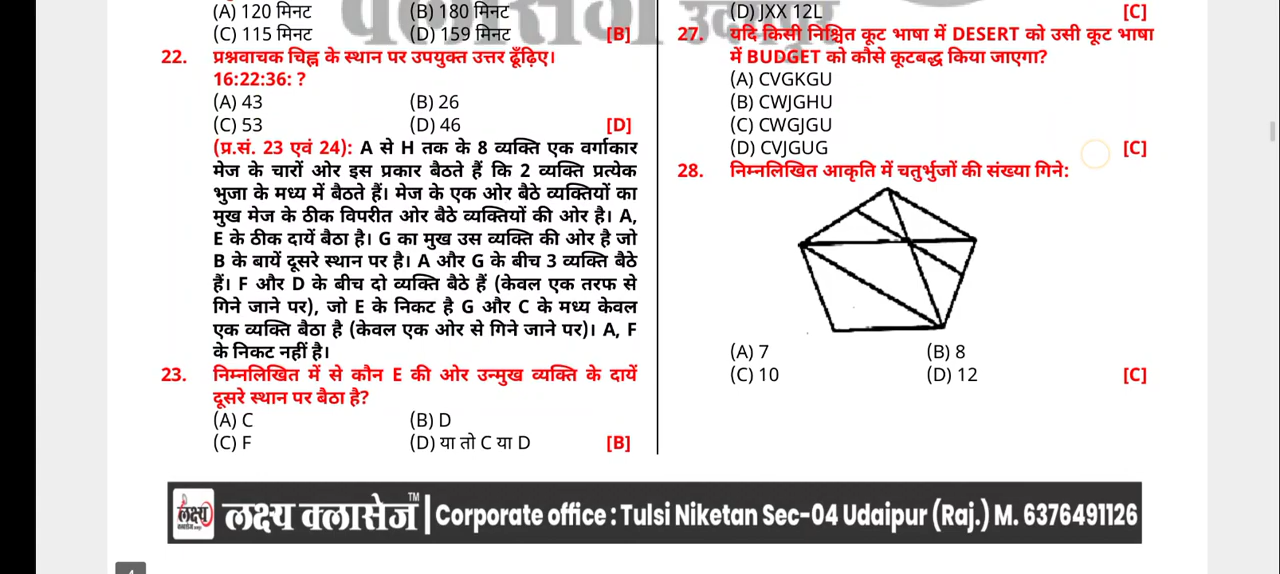 (A) 120 मिनट (B) 180 मिनट
(C) 115 मिनट (D) 159 मिनट [B]
22. प्रश्नवाचक चिह्न के स्थान पर उपयुक्त उत्तर ढूँढ़िए।
16:22:36: ?
(A) 43 (B) 26
(C) 53 (D) 46 [D]
(प्र.सं. 23 एवं 24): A से H तक के 8 व्यक्ति एक वर्गाकार
मेज के चारों ओर इस प्रकार बैठते हैं कि 2 व्यक्ति प्रत्येक
भुजा के मध्य में बैठते हैं। मेज के एक ओर बैठे व्यक्तियों का
मुख मेज के ठीक विपरीत ओर बैठे व्यक्तियों की ओर है। A,
E के ठीक दायें बैठा है। G का मुख उस व्यक्ति की ओर है जो
B के बायें दूसरे स्थान पर है। A और G के बीच 3 व्यक्ति बैठे
हैं। F और D के बीच दो व्यक्ति बैठे हैं (केवल एक तरफ से
गिने जाने पर), जो E के निकट है G और C के मध्य केवल
एक व्यक्ति बैठा है (केवल एक ओर से गिने जाने पर)। A, F
के निकट नहीं है।
23. निम्नलिखित में से कौन E की ओर उन्मुख व्यक्ति के दायें
दूसरे स्थान पर बैठा है?
(A) C (B) D
(C) F (D) या तो C या D [B]
(D) JXX 12L [C]
27. यदि किसी निश्चित कूट भाषा में DESERT को उसी कूट भाषा
में BUDGET को कौसे कूटबद्ध किया जाएगा?
(A) CVGKGU
(B) CWJGHU
(C) CWGJGU
(D) CVJGUG [C]
28. निम्नलिखित आकृति में चतुर्भुजों की संख्या गिने:
(A) 7 (B) 8
(C) 10 (D) 12 [C]
लक्ष्य लक्ष्य क्लासेज™ | Corporate office : Tulsi Niketan Sec-04 Udaipur (Raj.) M. 6376491126